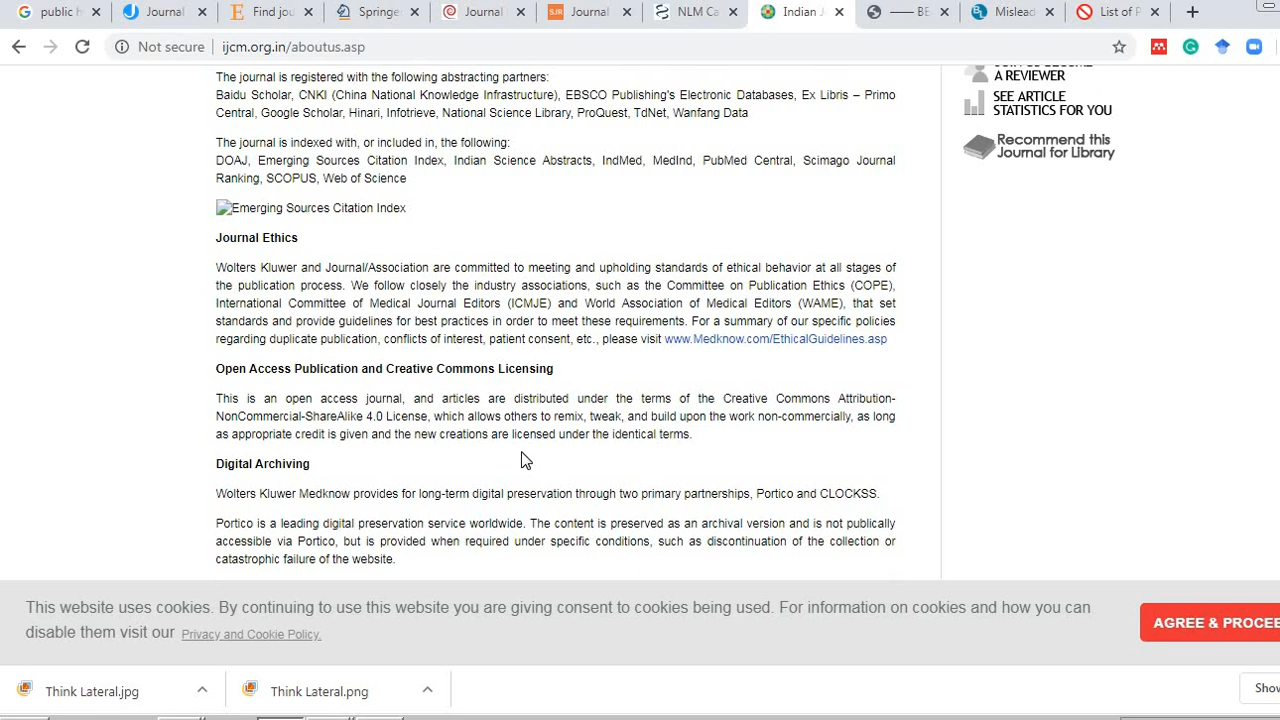 public h
Journal
Find jou
Springe
Journal
Journal
NLM Ca
Indian J
BE
Mislead
List of P
Not secure
ijcm.org.in/aboutus.asp
The journal is registered with the following abstracting partners:
Baidu Scholar, CNKI (China National Knowledge Infrastructure), EBSCO Publishing's Electronic Databases, Ex Libris – Primo
Central, Google Scholar, Hinari, Infotrieve, National Science Library, ProQuest, TdNet, Wanfang Data
The journal is indexed with, or included in, the following:
DOAJ, Emerging Sources Citation Index, Indian Science Abstracts, IndMed, MedInd, PubMed Central, Scimago Journal
Ranking, SCOPUS, Web of Science
Emerging Sources Citation Index
Journal Ethics
Wolters Kluwer and Journal/Association are committed to meeting and upholding standards of ethical behavior at all stages of
the publication process. We follow closely the industry associations, such as the Committee on Publication Ethics (COPE),
International Committee of Medical Journal Editors (ICMJE) and World Association of Medical Editors (WAME), that set
standards and provide guidelines for best practices in order to meet these requirements. For a summary of our specific policies
regarding duplicate publication, conflicts of interest, patient consent, etc., please visit www.Medknow.com/EthicalGuidelines.asp
Open Access Publication and Creative Commons Licensing
This is an open access journal, and articles are distributed under the terms of the Creative Commons Attribution-
NonCommercial-ShareAlike 4.0 License, which allows others to remix, tweak, and build upon the work non-commercially, as long
as appropriate credit is given and the new creations are licensed under the identical terms.
Digital Archiving
Wolters Kluwer Medknow provides for long-term digital preservation through two primary partnerships, Portico and CLOCKSS.
Portico is a leading digital preservation service worldwide. The content is preserved as an archival version and is not publically
accessible via Portico, but is provided when required under specific conditions, such as discontinuation of the collection or
catastrophic failure of the website.
A REVIEWER
SEE ARTICLE
STATISTICS FOR YOU
Recommend this
Journal for Library
This website uses cookies. By continuing to use this website you are giving consent to cookies being used. For information on cookies and how you can
disable them visit our Privacy and Cookie Policy.
AGREE & PROCEE
Think Lateral.jpg
Think Lateral.png
Show